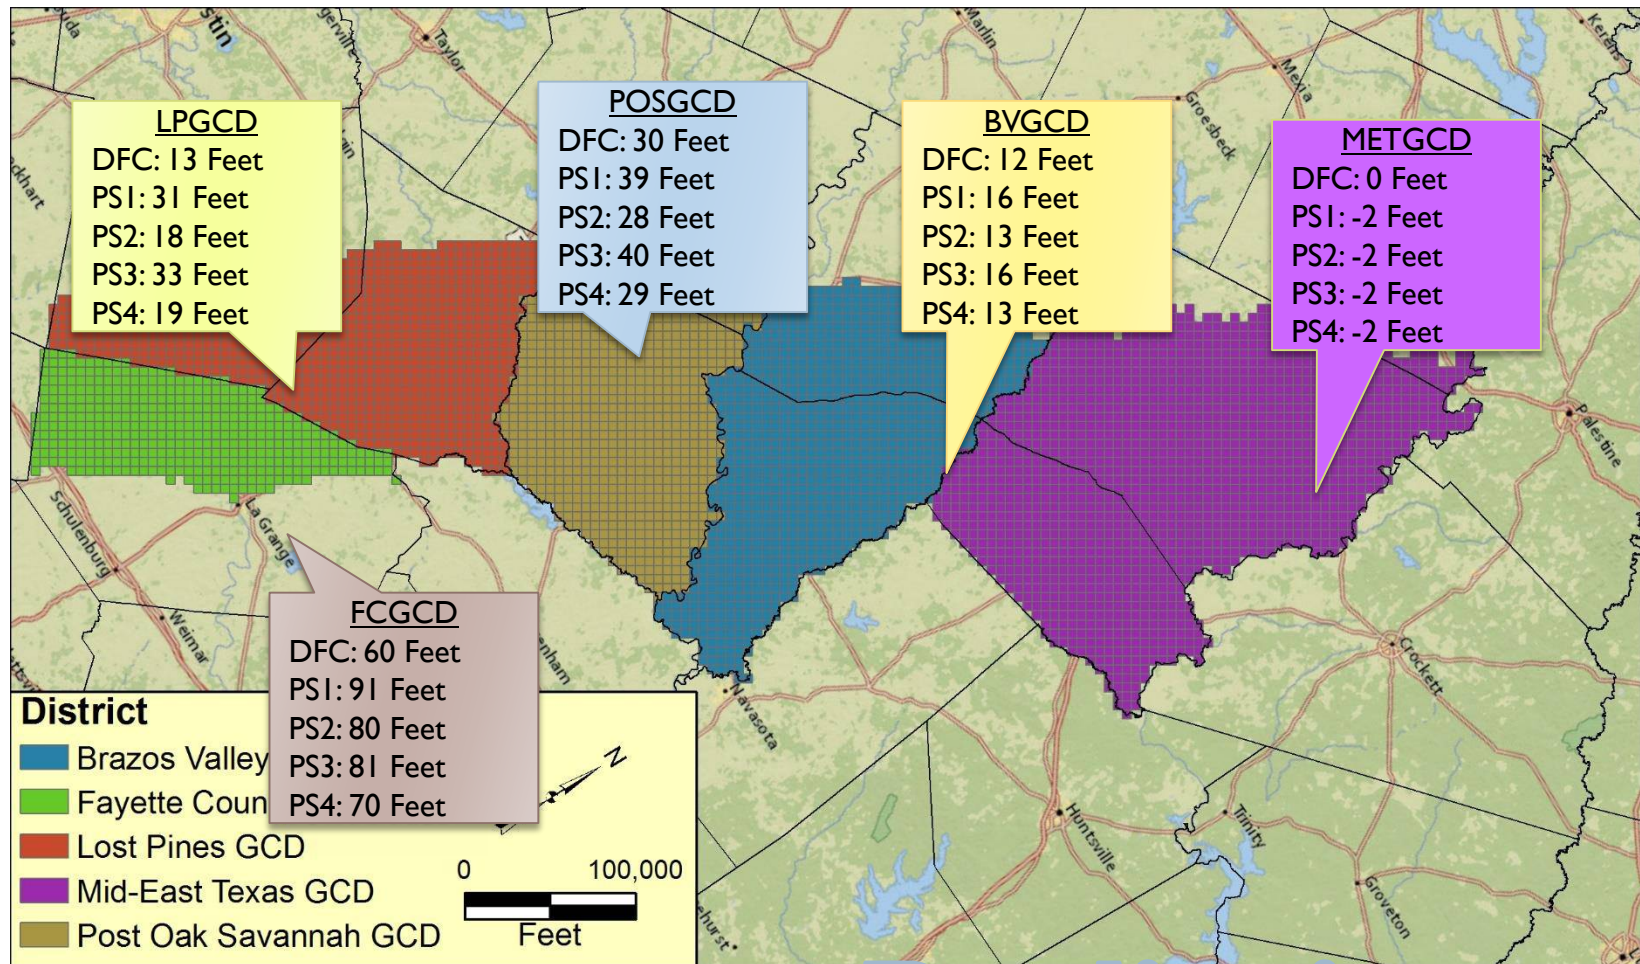 stin
Taylor
Marlin
Mexia
Kerens
Groesbeck
LPGCD
DFC: 13 Feet
PS1: 31 Feet
PS2: 18 Feet
PS3: 33 Feet
PS4: 19 Feet
POSGCD
DFC: 30 Feet
PS1: 39 Feet
PS2: 28 Feet
PS3: 40 Feet
PS4: 29 Feet
BVGCD
DFC: 12 Feet
PS1: 16 Feet
PS2: 13 Feet
PS3: 16 Feet
PS4: 13 Feet
METGCD
DFC: 0 Feet
PS1: -2 Feet
PS2: -2 Feet
PS3: -2 Feet
PS4: -2 Feet
ckhart
Palestine
Schulenburg
La Grange
Weimar
enham
Navasota
Crockett
Huntsville
Trinity
Groveton
ehurst
FCGCD
DFC: 60 Feet
PS1: 91 Feet
PS2: 80 Feet
PS3: 81 Feet
PS4: 70 Feet
District
Brazos Valley
Fayette Coun
Lost Pines GCD
Mid-East Texas GCD
Post Oak Savannah GCD
N
0 100,000
Feet